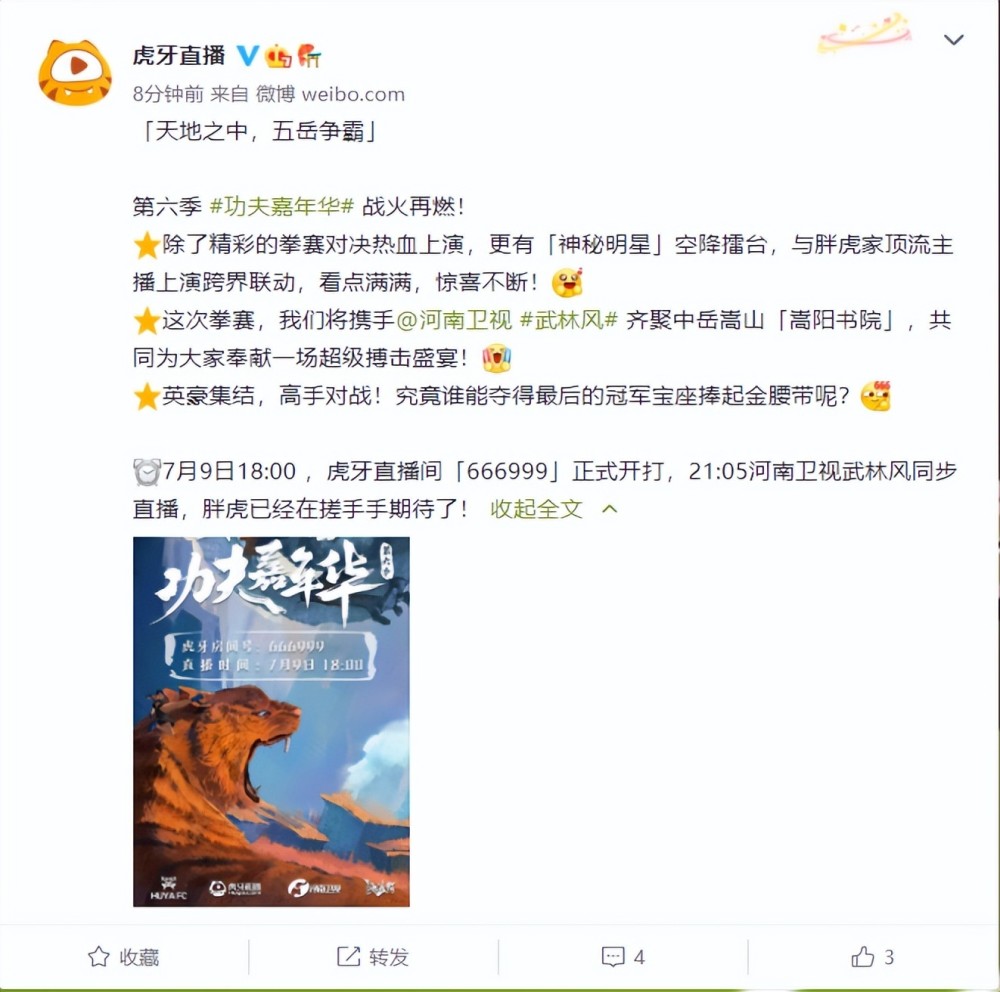 虎牙直播
8分钟前 来自 微博 weibo.com
「天地之中，五岳争霸」
第六季 #功夫嘉年华# 战火再燃！
除了精彩的拳赛对决热血上演，更有「神秘明星」空降擂台，与胖虎家顶流主
播上演跨界联动，看点满满，惊喜不断！
这次拳赛，我们将携手@河南卫视 #武林风# 齐聚中岳嵩山「嵩阳书院」，共
同为大家奉献一场超级搏击盛宴！
英豪集结，高手对战！究竟谁能夺得最后的冠军宝座捧起金腰带呢？
7月9日18:00 ，虎牙直播间「666999」正式开打，21:05河南卫视武林风同步
直播，胖虎已经在搓手手期待了！ 收起全文
功夫嘉年华
第六季
虎牙房间号：666999
直播时间：7月9日 18:00
HUYA FC
虎牙直播
河南卫视
收藏
转发
4
3